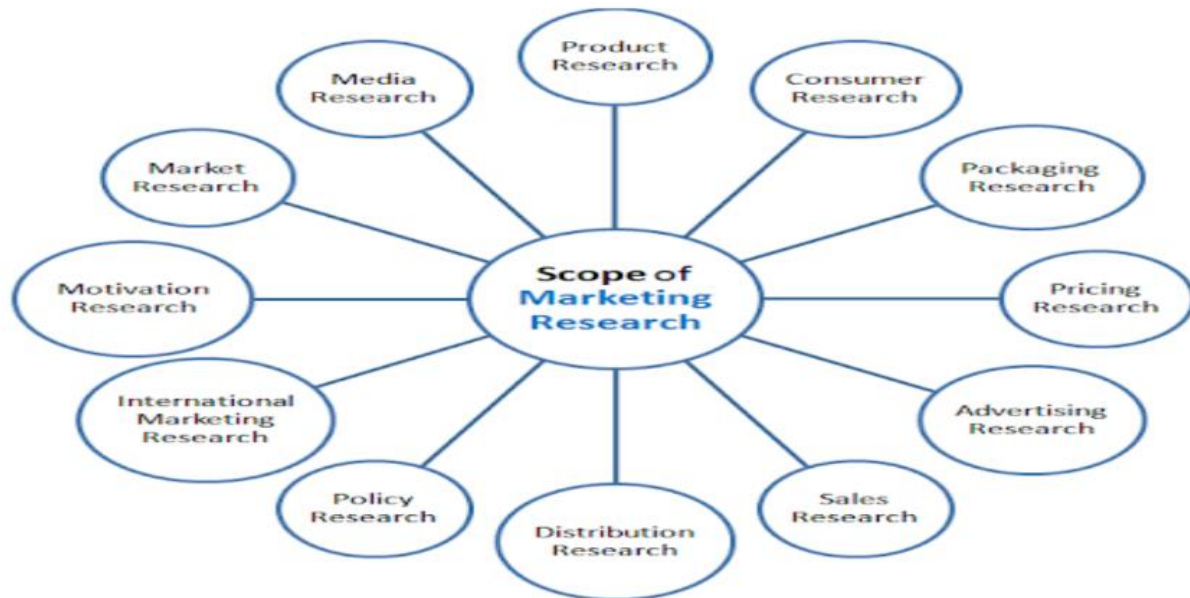 Product
Research
Consumer
Research
Packaging
Research
Pricing
Research
Advertising
Research
Sales
Research
Distribution
Research
Policy
Research
International
Marketing
Research
Motivation
Research
Market
Research
Media
Research
Scope of
Marketing
Research